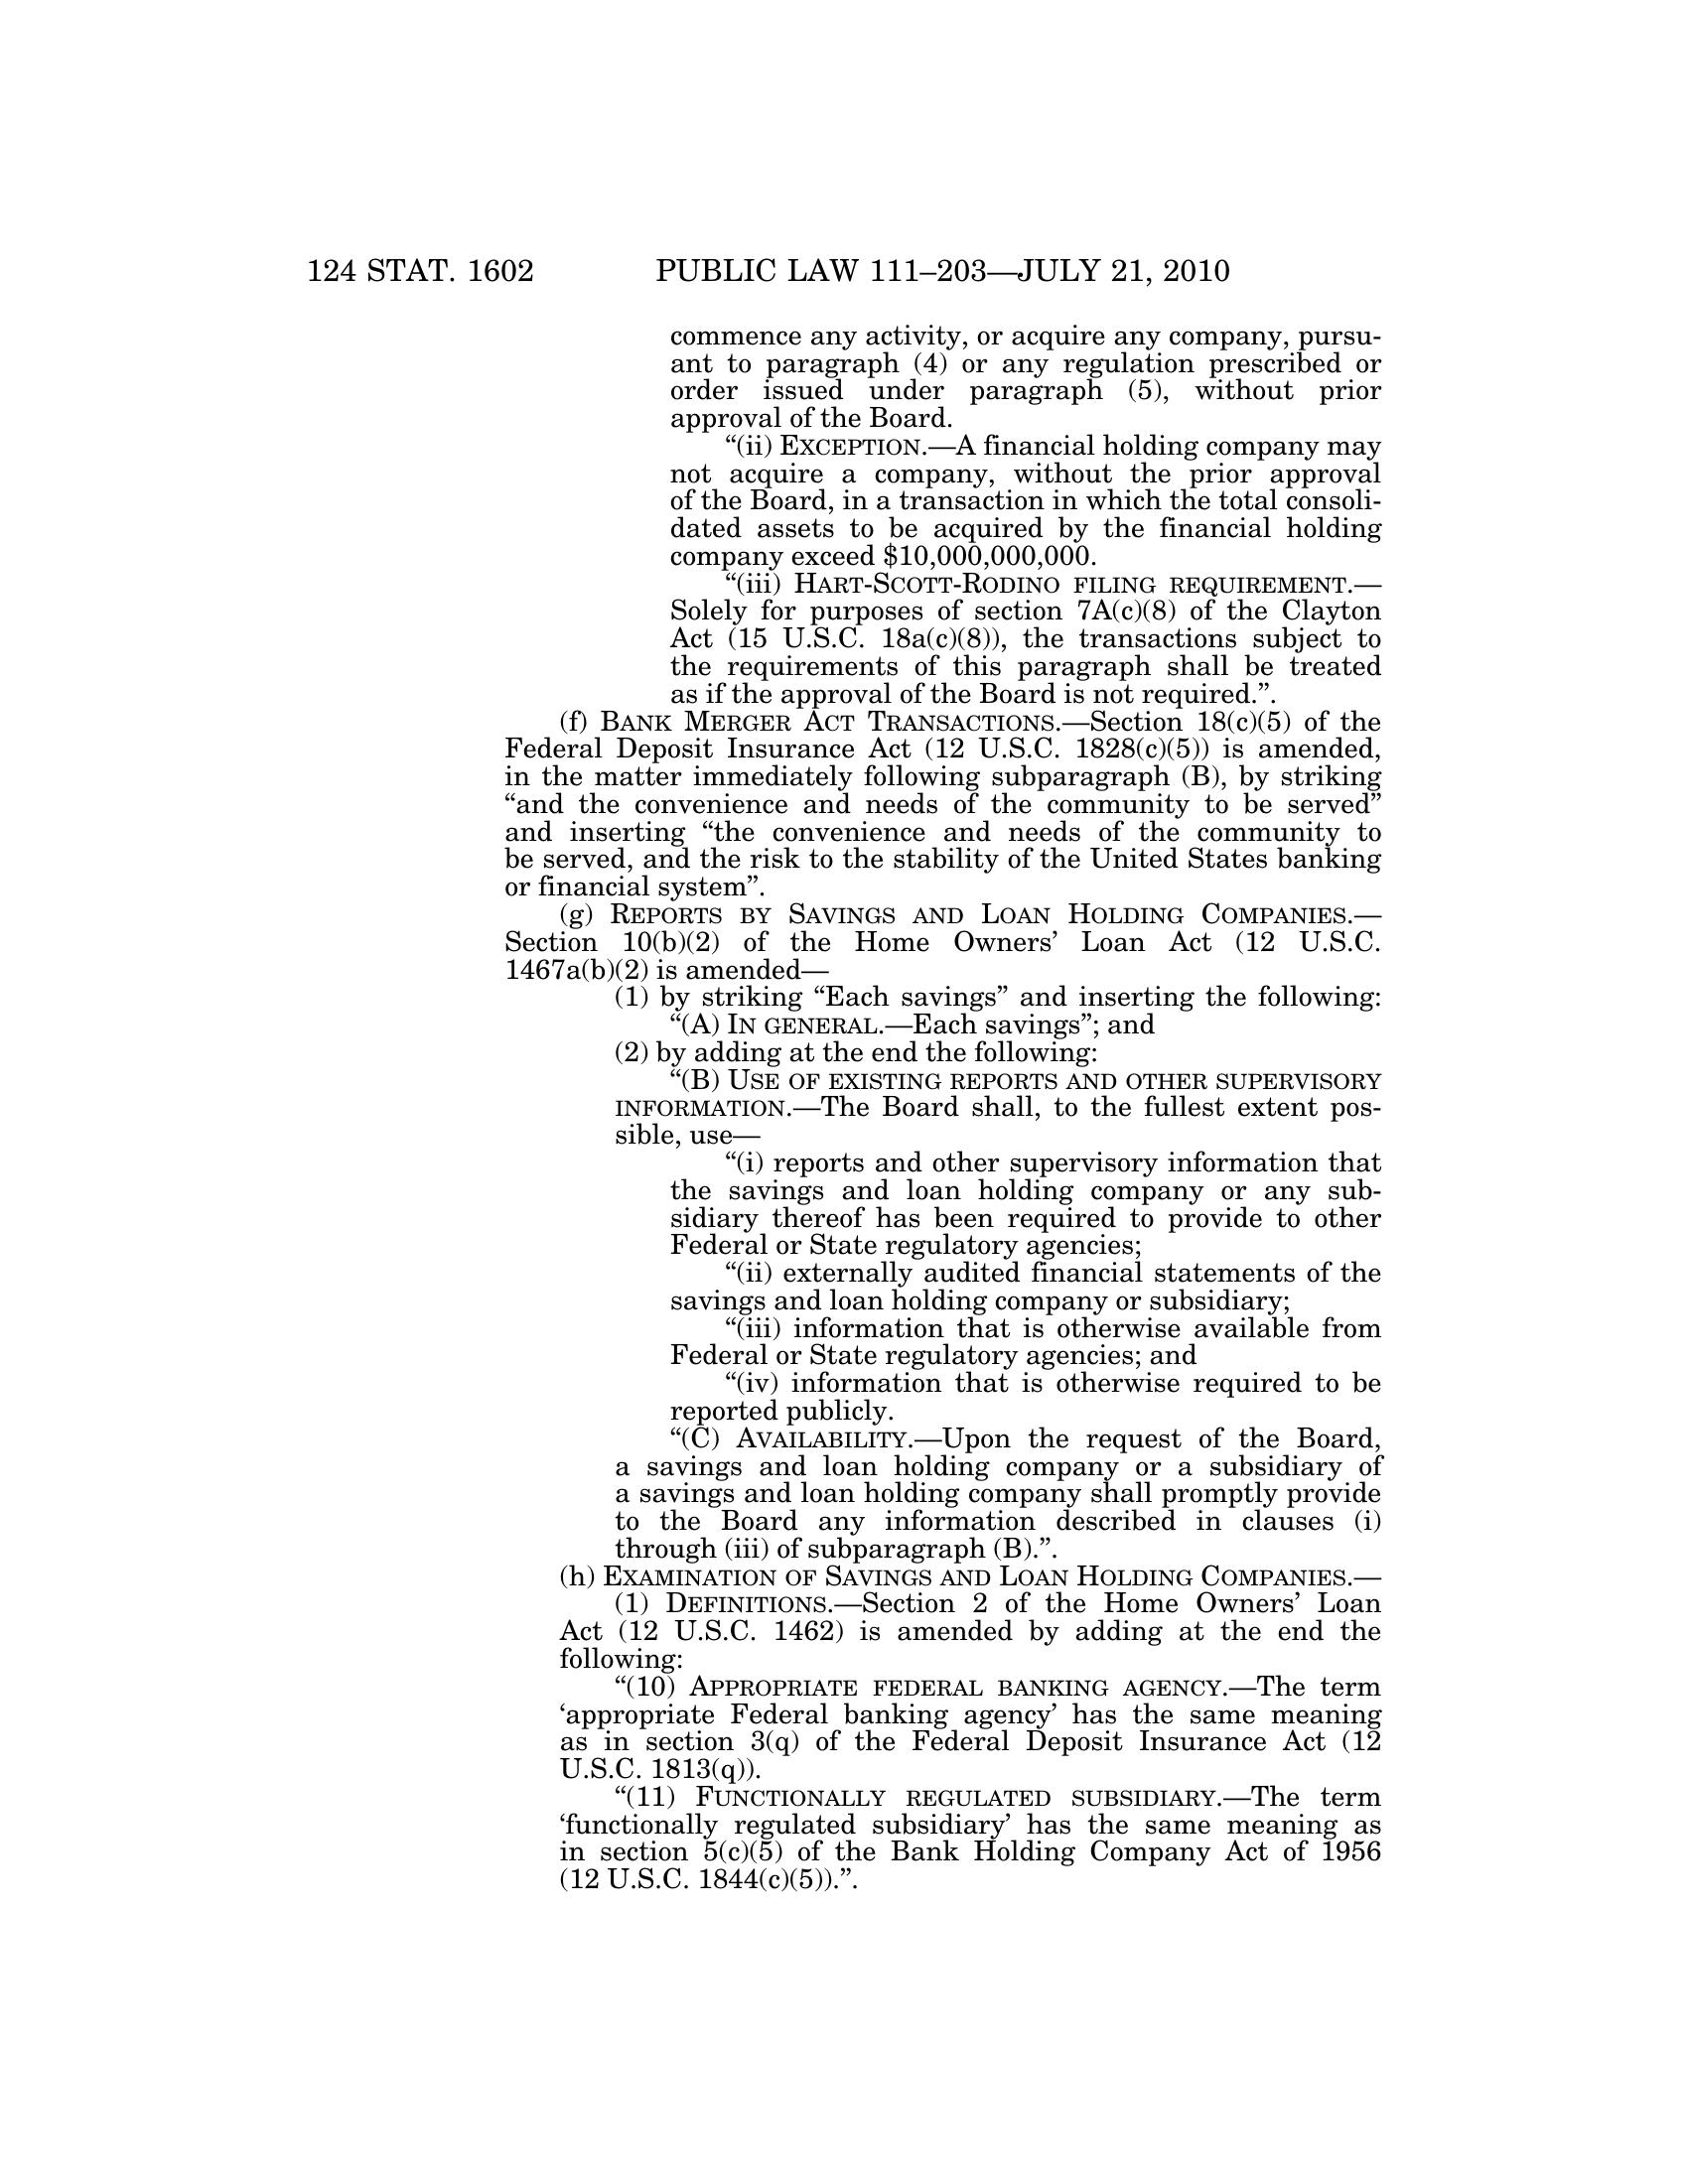 124 STAT. 1602 PUBLIC LAW 111–203—JULY 21, 2010
commence any activity, or acquire any company, pursu-
ant to paragraph (4) or any regulation prescribed or
order issued under paragraph (5), without prior
approval of the Board.
“(ii) EXCEPTION.—A financial holding company may
not acquire a company, without the prior approval
of the Board, in a transaction in which the total consoli-
dated assets to be acquired by the financial holding
company exceed $10,000,000,000.
“(iii) HART-SCOTT-RODINO FILING REQUIREMENT.—
Solely for purposes of section 7A(c)(8) of the Clayton
Act (15 U.S.C. 18a(c)(8)), the transactions subject to
the requirements of this paragraph shall be treated
as if the approval of the Board is not required.”.
(f) BANK MERGER ACT TRANSACTIONS.—Section 18(c)(5) of the
Federal Deposit Insurance Act (12 U.S.C. 1828(c)(5)) is amended,
in the matter immediately following subparagraph (B), by striking
“and the convenience and needs of the community to be served”
and inserting “the convenience and needs of the community to
be served, and the risk to the stability of the United States banking
or financial system”.
(g) REPORTS BY SAVINGS AND LOAN HOLDING COMPANIES.—
Section 10(b)(2) of the Home Owners’ Loan Act (12 U.S.C.
1467a(b)(2) is amended—
(1) by striking “Each savings” and inserting the following:
“(A) IN GENERAL.—Each savings”; and
(2) by adding at the end the following:
“(B) USE OF EXISTING REPORTS AND OTHER SUPERVISORY
INFORMATION.—The Board shall, to the fullest extent pos-
sible, use—
“(i) reports and other supervisory information that
the savings and loan holding company or any sub-
sidiary thereof has been required to provide to other
Federal or State regulatory agencies;
“(ii) externally audited financial statements of the
savings and loan holding company or subsidiary;
“(iii) information that is otherwise available from
Federal or State regulatory agencies; and
“(iv) information that is otherwise required to be
reported publicly.
“(C) AVAILABILITY.—Upon the request of the Board,
a savings and loan holding company or a subsidiary of
a savings and loan holding company shall promptly provide
to the Board any information described in clauses (i)
through (iii) of subparagraph (B).”.
(h) EXAMINATION OF SAVINGS AND LOAN HOLDING COMPANIES.—
(1) DEFINITIONS.—Section 2 of the Home Owners’ Loan
Act (12 U.S.C. 1462) is amended by adding at the end the
following:
“(10) APPROPRIATE FEDERAL BANKING AGENCY.—The term
‘appropriate Federal banking agency’ has the same meaning
as in section 3(q) of the Federal Deposit Insurance Act (12
U.S.C. 1813(q)).
“(11) FUNCTIONALLY REGULATED SUBSIDIARY.—The term
‘functionally regulated subsidiary’ has the same meaning as
in section 5(c)(5) of the Bank Holding Company Act of 1956
(12 U.S.C. 1844(c)(5)).”.